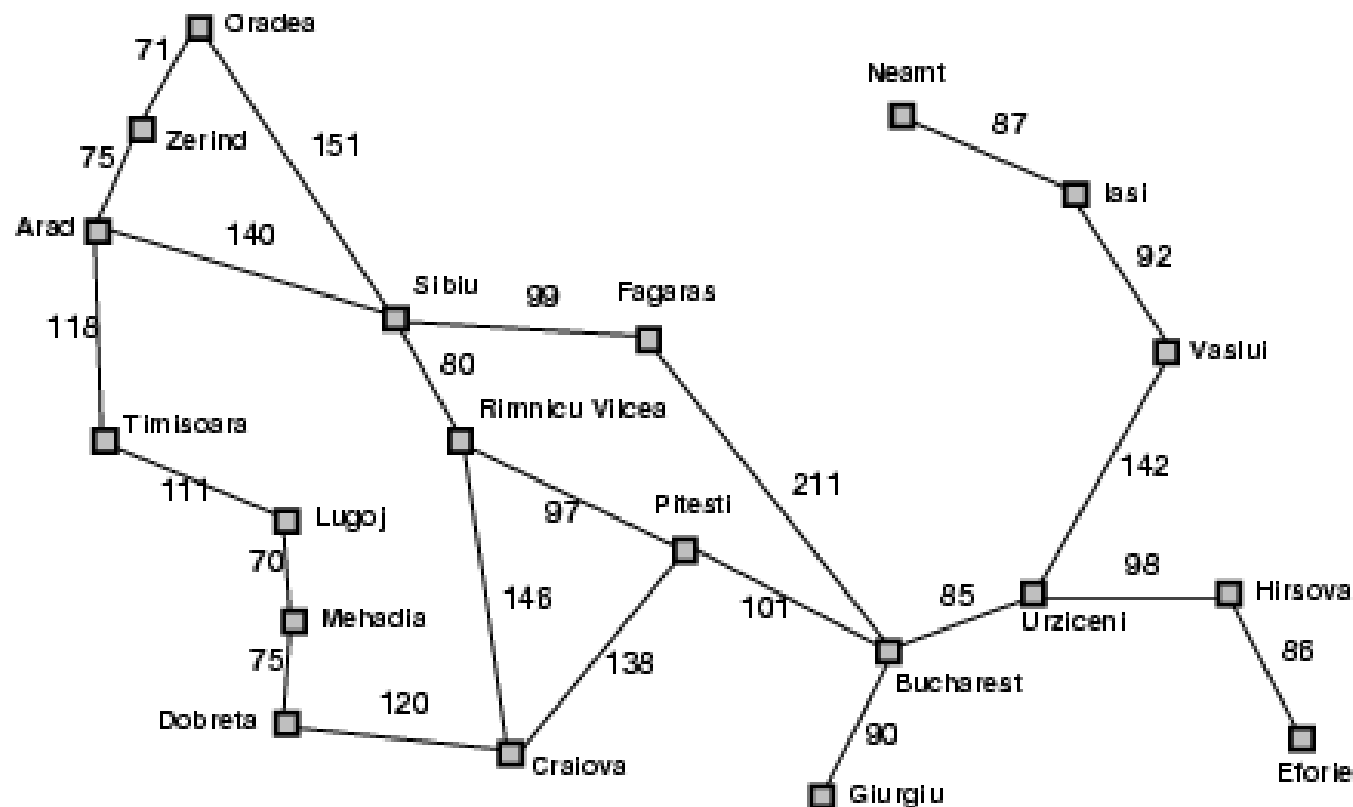 Oradea
71
Neamt
87
Zerind
151
75
Iasi
Arad
140
92
Sibiu
99
Fagaras
118
80
Vaslui
Timisoara
Rimnicu Vilcea
142
111
Lugoj
97
Pitesti
211
70
98
Hirsova
146
101
85
Mehadia
Urziceni
75
138
86
Bucharest
Dobreta
120
90
Craiova
Eforie
Giurgiu